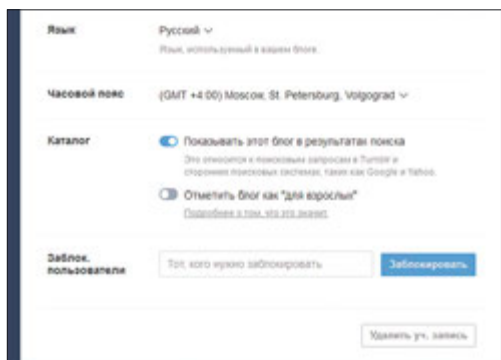 Язык
Русский
Язык, используемый в вашем блоге.
Часовой пояс
(GMT +4:00) Moscow, St. Petersburg, Volgograd
Каталог
Показывать этот блог в результатах поиска
Это относится к поисковым запросам в Tumblr и
сторонних поисковых системах, таких как Google и Yahoo.
Отметить блог как "для взрослых"
Подробнее о том, что это значит.
Заблок.
пользователи
Тот, кого нужно заблокировать
Заблокировать
Удалить уч. запись